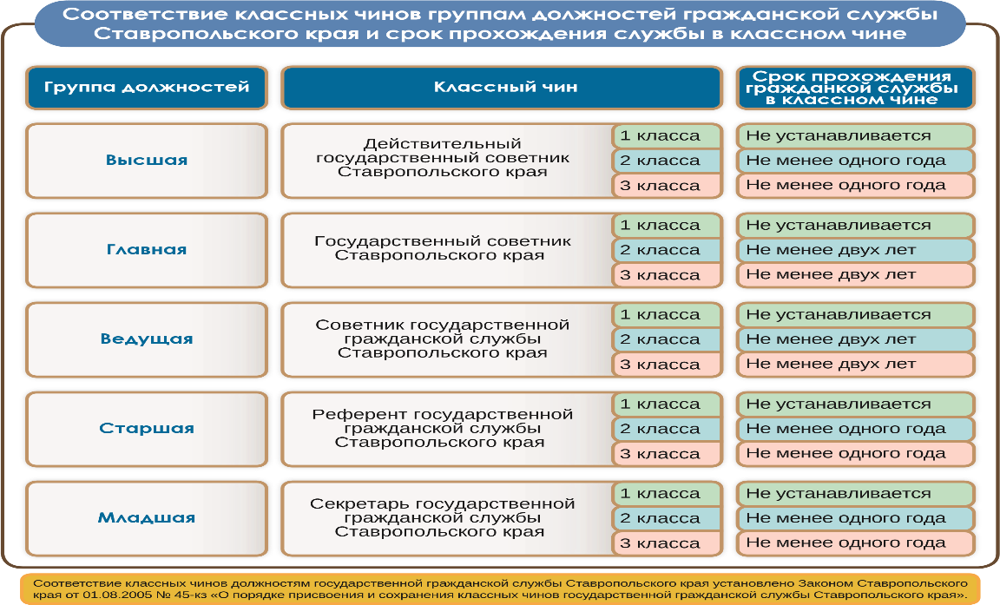 Соответствие классных чинов группам должностей гражданской службы
Ставропольского края и срок прохождения службы в классном чине
Группа должностей
Классный чин
Срок прохождения
гражданкой службы
в классном чине
Высшая
Действительный
государственный советник
Ставропольского края
1 класса
Не устанавливается
2 класса
Не менее одного года
3 класса
Не менее одного года
Главная
Государственный советник
Ставропольского края
1 класса
Не устанавливается
2 класса
Не менее двух лет
3 класса
Не менее двух лет
Ведущая
Советник государственной
гражданской службы
Ставропольского края
1 класса
Не устанавливается
2 класса
Не менее двух лет
3 класса
Не менее двух лет
Старшая
Референт государственной
гражданской службы
Ставропольского края
1 класса
Не устанавливается
2 класса
Не менее одного года
3 класса
Не менее одного года
Младшая
Секретарь государственной
гражданской службы
Ставропольского края
1 класса
Не устанавливается
2 класса
Не менее одного года
3 класса
Не менее одного года
Соответствие классных чинов должностям государственной гражданской службы Ставропольского края установлено Законом Ставропольского
края от 01.08.2005 № 45-кз «О порядке присвоения и сохранения классных чинов государственной гражданской службы Ставропольского края».